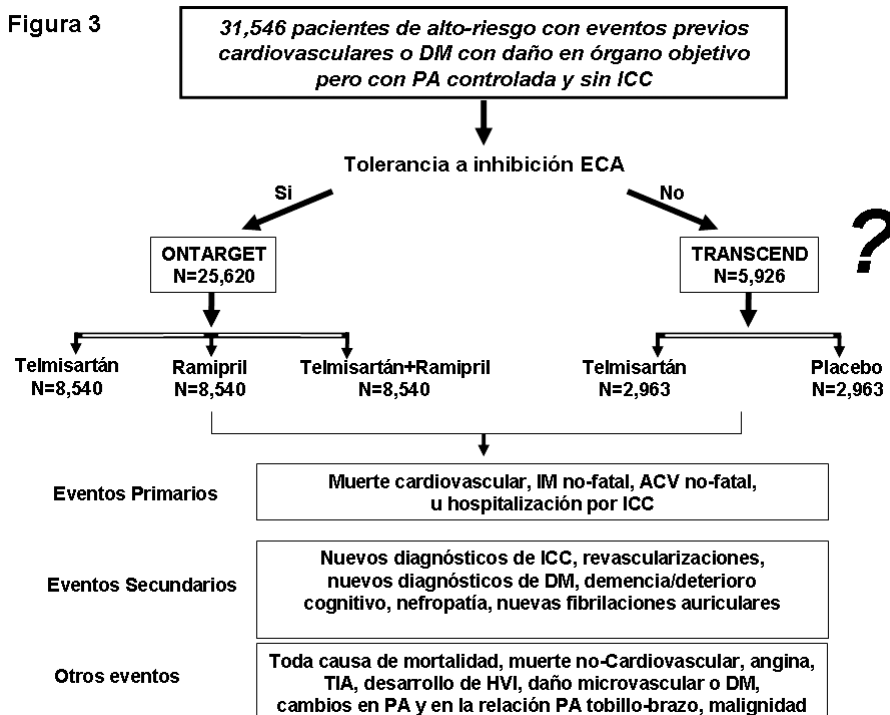 Figura 3
31,546 pacientes de alto-riesgo con eventos previos
cardiovasculares o DM con daño en órgano objetivo
pero con PA controlada y sin ICC
Tolerancia a inhibición ECA
Si
No
ONTARGET
N=25,620
TRANSCEND
N=5,926
?
Telmisartán
N=8,540
Ramipril
N=8,540
Telmisartán+Ramipril
N=8,540
Telmisartán
N=2,963
Placebo
N=2,963
Eventos Primarios
Muerte cardiovascular, IM no-fatal, ACV no-fatal,
u hospitalización por ICC
Eventos Secundarios
Nuevos diagnósticos de ICC, revascularizaciones,
nuevos diagnósticos de DM, demencia/deterioro
cognitivo, nefropatía, nuevas fibrilaciones auriculares
Otros eventos
Toda causa de mortalidad, muerte no-Cardiovascular, angina,
TIA, desarrollo de HVI, daño microvascular o DM,
cambios en PA y en la relación PA tobillo-brazo, malignidad